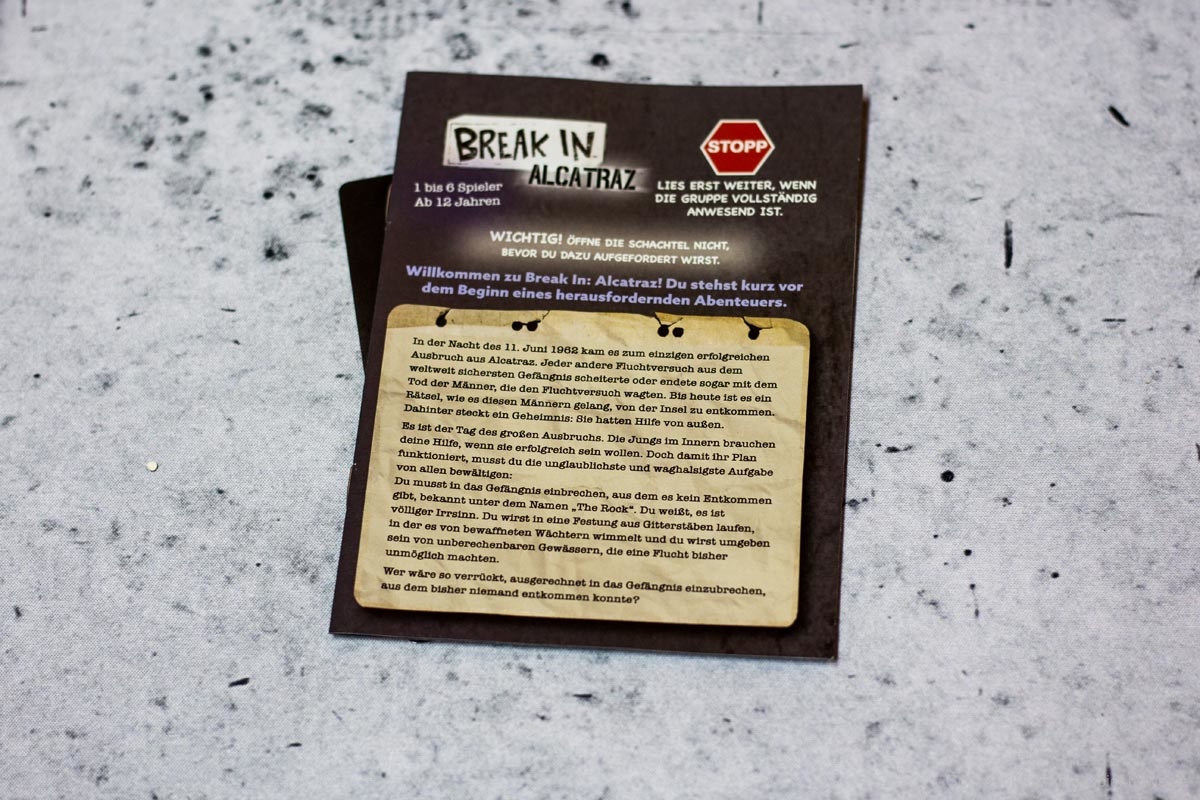 BREAK IN
ALCATRAZ
1 bis 6 Spieler
Ab 12 Jahren
STOPP
LIES ERST WEITER, WENN
DIE GRUPPE VOLLSTÄNDIG
ANWESEND IST.
WICHTIG! ÖFFNE DIE SCHACHTEL NICHT,
BEVOR DU DAZU AUFGEFORDERT WIRST.
Willkommen zu Break In: Alcatraz! Du stehst kurz vor
dem Beginn eines herausfordernden Abenteuers.
In der Nacht des 11. Juni 1962 kam es zum einzigen erfolgreichen
Ausbruch aus Alcatraz. Jeder andere Fluchtversuch aus dem
weltweit sichersten Gefängnis scheiterte oder endete sogar mit dem
Tod der Männer, die den Fluchtversuch wagten. Bis heute ist es ein
Rätsel, wie es diesen Männern gelang, von der Insel zu entkommen.
Dahinter steckt ein Geheimnis: Sie hatten Hilfe von außen.
Es ist der Tag des großen Ausbruchs. Die Jungs im Innern brauchen
deine Hilfe, wenn sie erfolgreich sein wollen. Doch damit ihr Plan
funktioniert, musst du die unglaublichste und waghalsigste Aufgabe
von allen bewältigen:
Du musst in das Gefängnis einbrechen, aus dem es kein Entkommen
gibt, bekannt unter dem Namen „The Rock“. Du weißt, es ist
völliger Irrsinn. Du wirst in eine Festung aus Gitterstäben laufen,
in der es von bewaffneten Wächtern wimmelt und du wirst umgeben
sein von unberechenbaren Gewässern, die eine Flucht bisher
unmöglich machten.
Wer wäre so verrückt, ausgerechnet in das Gefängnis einzubrechen,
aus dem bisher niemand entkommen konnte?